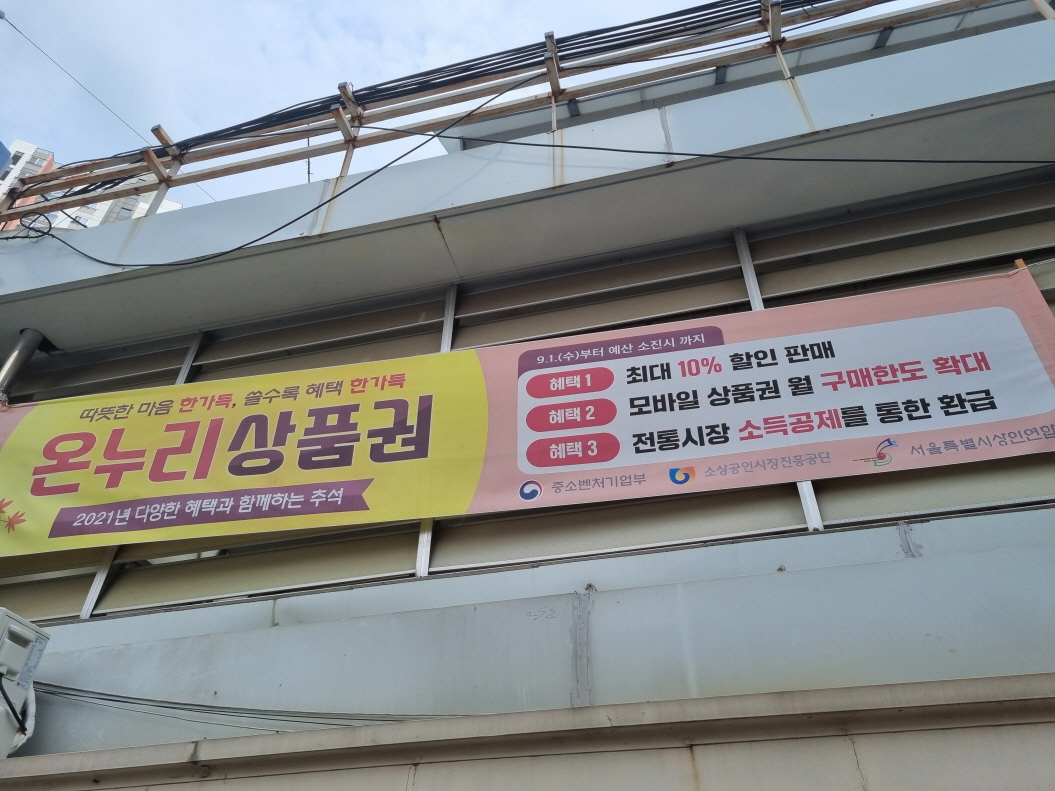 따뜻한 마음 한가득, 쓸수록 혜택 한가득
온누리상품권
2021년 다양한 혜택과 함께하는 추석
9.1.(수)부터 예산 소진시 까지
혜택 1 최대 10% 할인 판매
혜택 2 모바일 상품권 월 구매한도 확대
혜택 3 전통시장 소득공제를 통한 환급
중소벤처기업부 소상공인시장진흥공단 서울특별시상인연합